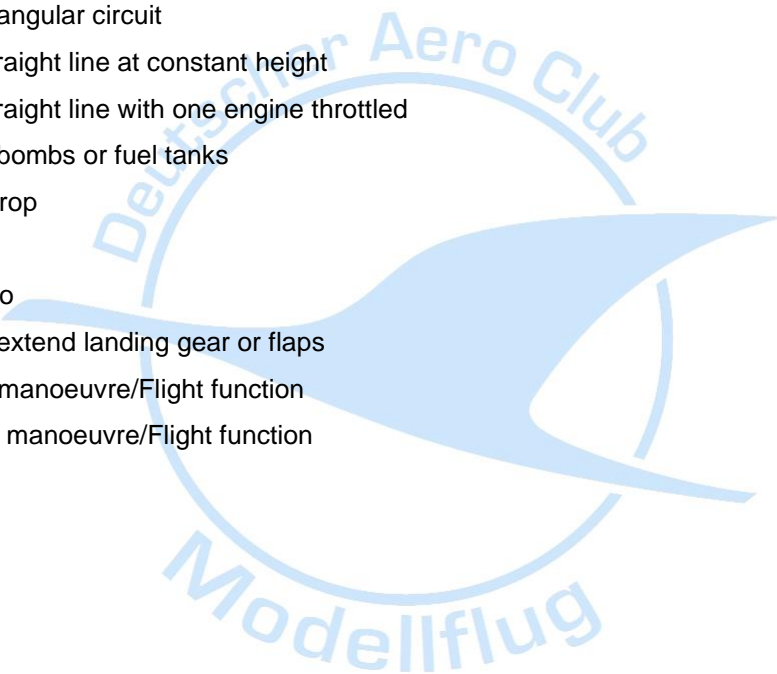 angular circuit
raight line at constant height
raight line with one engine throttled
bombs or fuel tanks
rop
o
extend landing gear or flaps
manoeuvre/Flight function
manoeuvre/Flight function
Deutscher Aero Club
Modellflug